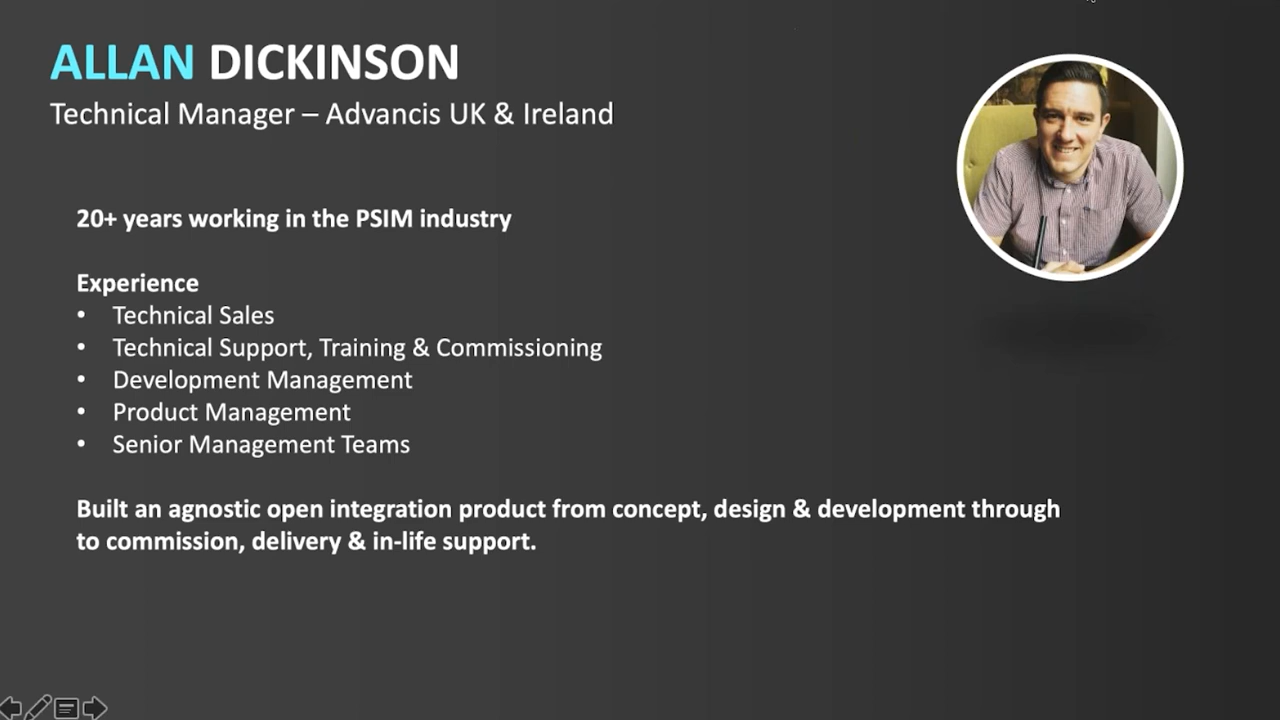 ALLAN DICKINSON
Technical Manager – Advancis UK & Ireland
20+ years working in the PSIM industry
Experience
• Technical Sales
• Technical Support, Training & Commissioning
• Development Management
• Product Management
• Senior Management Teams
Built an agnostic open integration product from concept, design & development through
to commission, delivery & in-life support.